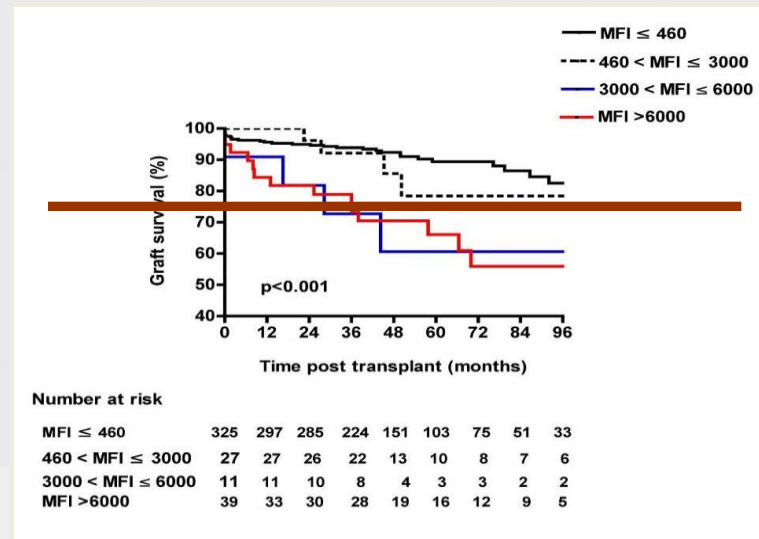 MFI ≤ 460
460 < MFI ≤ 3000
3000 < MFI ≤ 6000
MFI >6000
100
90
80
70
60
50
40
Graft survival (%)
p<0.001
0 12 24 36 48 60 72 84 96
Time post transplant (months)
Number at risk
MFI ≤ 460 325 297 285 224 151 103 75 51 33
460 < MFI ≤ 3000 27 27 26 22 13 10 8 7 6
3000 < MFI ≤ 6000 11 11 10 8 4 3 3 2 2
MFI >6000 39 33 30 28 19 16 12 9 5